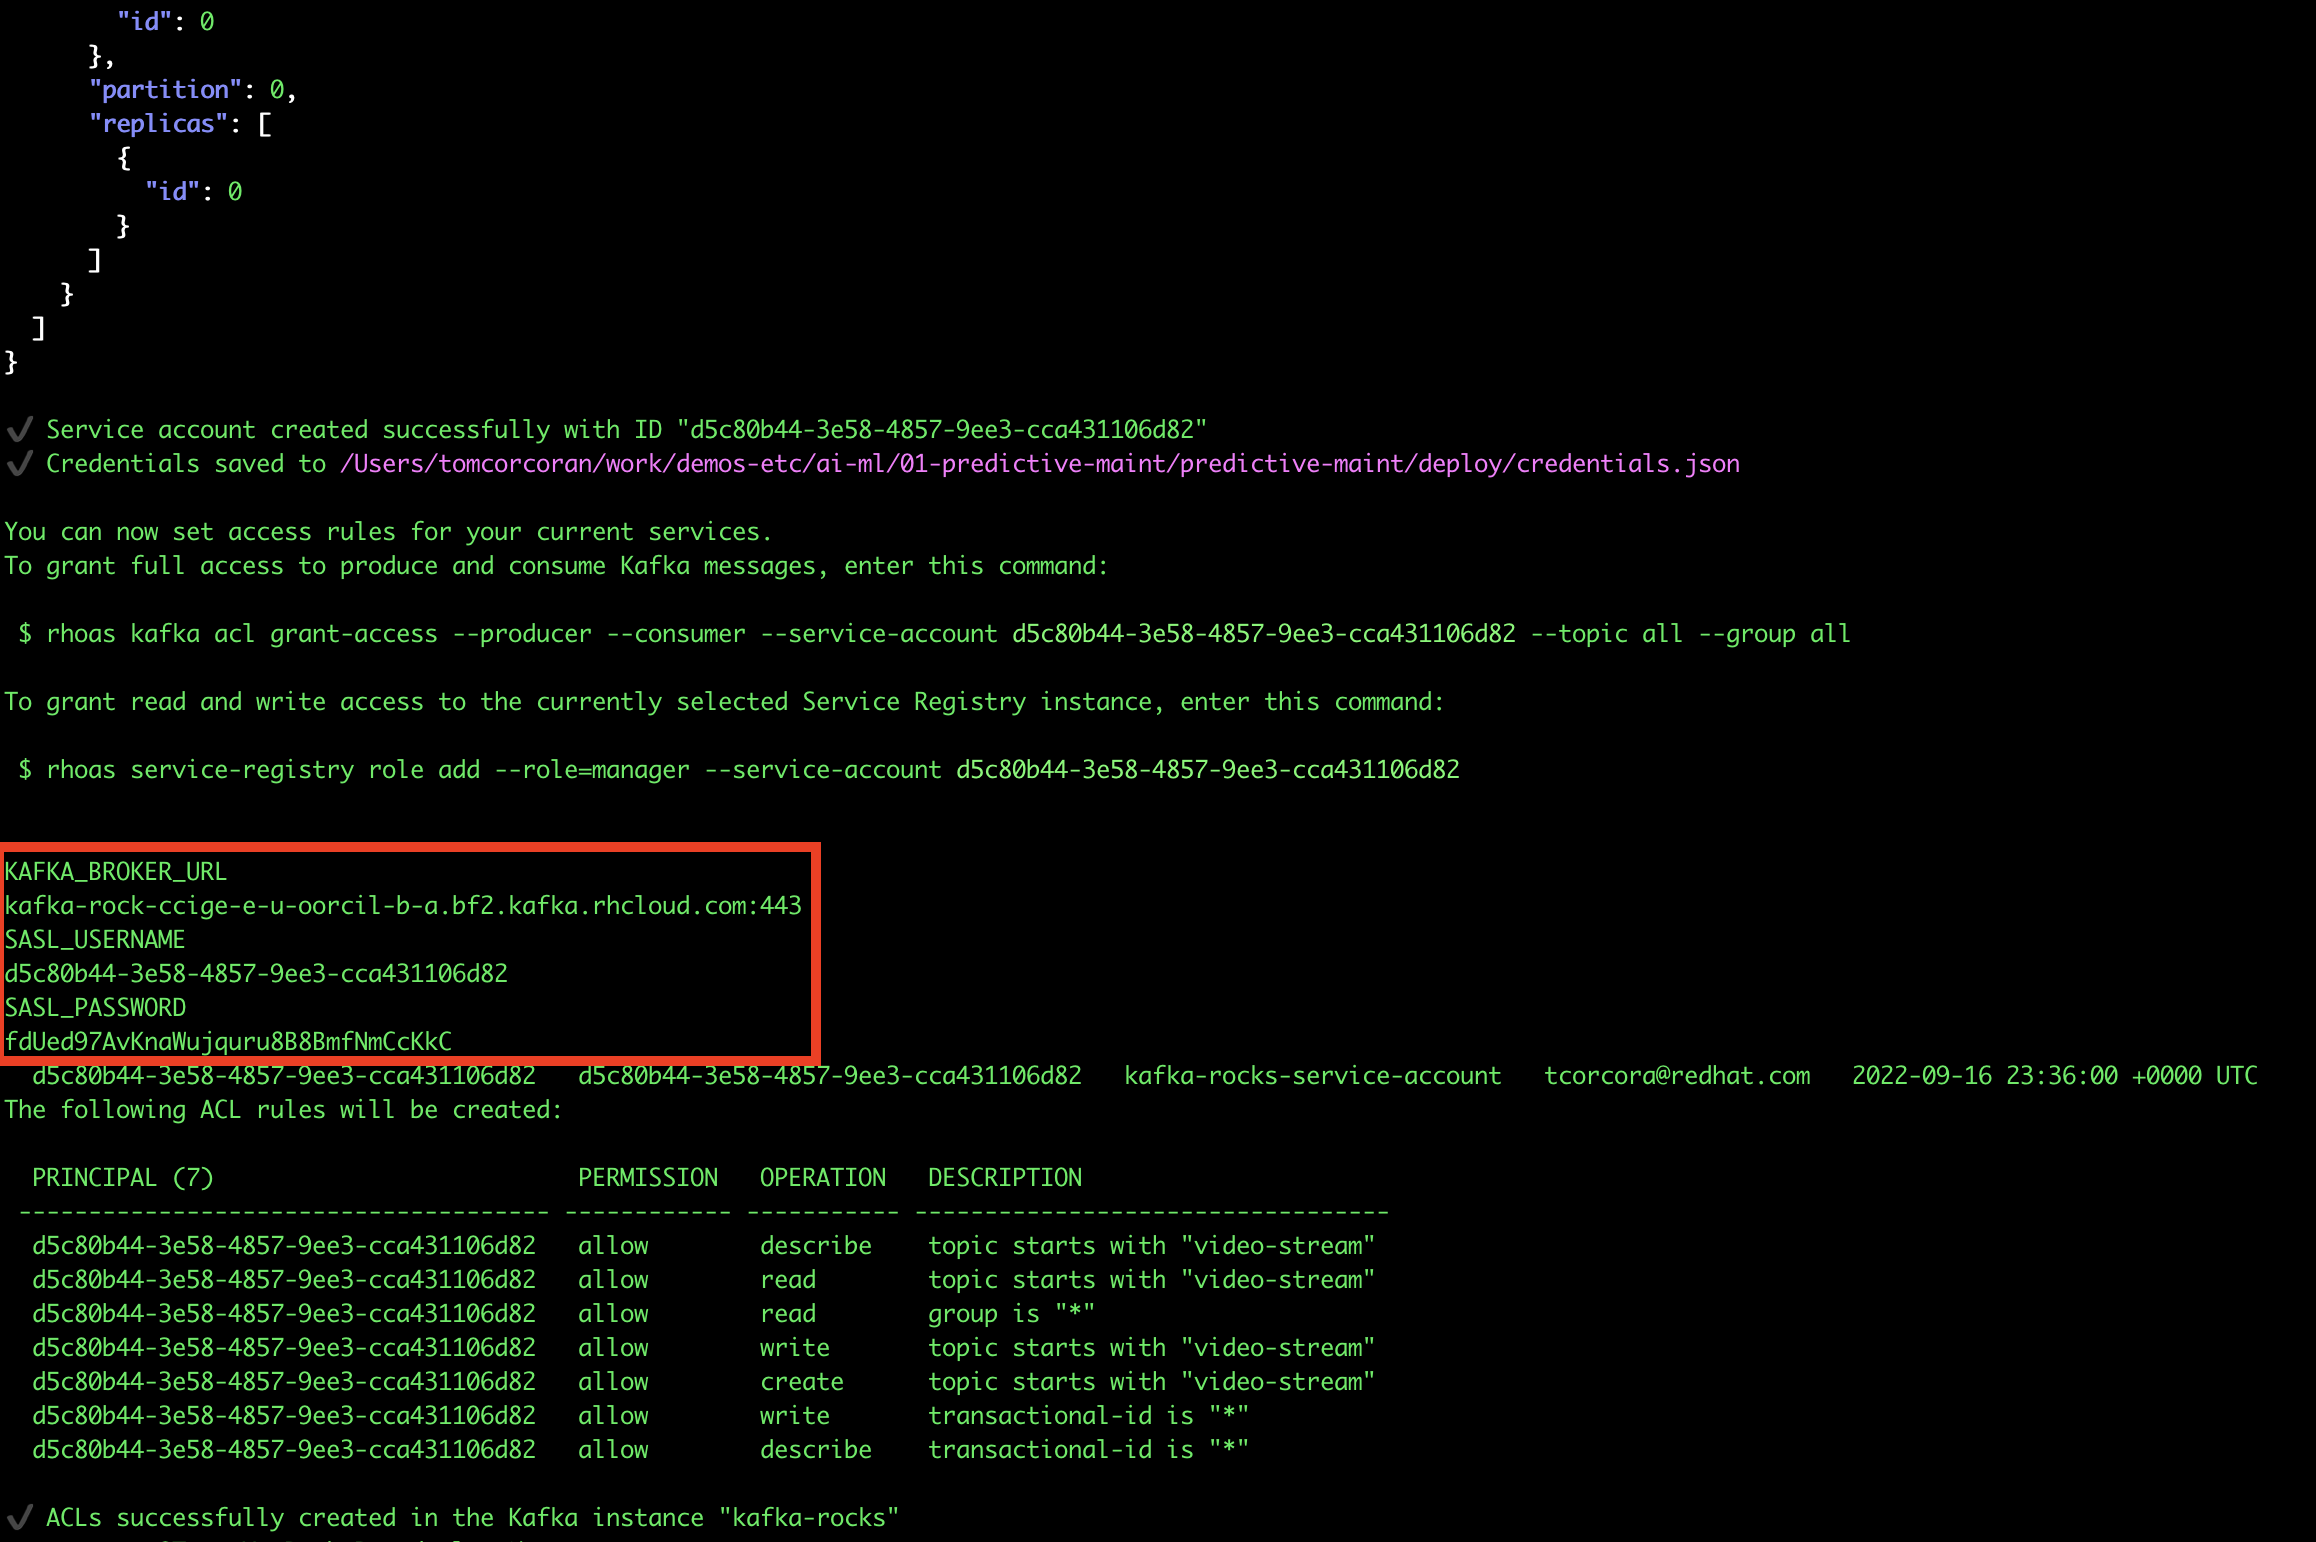 "id": 0
},
"partition": 0,
"replicas": [
{
"id": 0
}
]
}
]
}
✔ Service account created successfully with ID "d5c80b44-3e58-4857-9ee3-cca431106d82"
✔ Credentials saved to /Users/tomcorcoran/work/demos-etc/ai-ml/01-predictive-maint/predictive-maint/deploy/credentials.json
You can now set access rules for your current services.
To grant full access to produce and consume Kafka messages, enter this command:
$ rhoas kafka acl grant-access --producer --consumer --service-account d5c80b44-3e58-4857-9ee3-cca431106d82 --topic all --group all
To grant read and write access to the currently selected Service Registry instance, enter this command:
$ rhoas service-registry role add --role=manager --service-account d5c80b44-3e58-4857-9ee3-cca431106d82
KAFKA_BROKER_URL
kafka-rock-ccige-e-u-oorcil-b-a.bf2.kafka.rhcloud.com:443
SASL_USERNAME
d5c80b44-3e58-4857-9ee3-cca431106d82
SASL_PASSWORD
fdUed97AvKnaWujquru8B8BmfNmCcKkC
d5c80b44-3e58-4857-9ee3-cca431106d82 d5c80b44-3e58-4857-9ee3-cca431106d82 kafka-rocks-service-account tcorcora@redhat.com 2022-09-16 23:36:00 +0000 UTC
The following ACL rules will be created:
PRINCIPAL (7) PERMISSION OPERATION DESCRIPTION
-------------------------------------- ------------ ----------- ----------------------------------
d5c80b44-3e58-4857-9ee3-cca431106d82 allow describe topic starts with "video-stream"
d5c80b44-3e58-4857-9ee3-cca431106d82 allow read topic starts with "video-stream"
d5c80b44-3e58-4857-9ee3-cca431106d82 allow read group is "*"
d5c80b44-3e58-4857-9ee3-cca431106d82 allow write topic starts with "video-stream"
d5c80b44-3e58-4857-9ee3-cca431106d82 allow create topic starts with "video-stream"
d5c80b44-3e58-4857-9ee3-cca431106d82 allow write transactional-id is "*"
d5c80b44-3e58-4857-9ee3-cca431106d82 allow describe transactional-id is "*"
✔ ACLs successfully created in the Kafka instance "kafka-rocks"